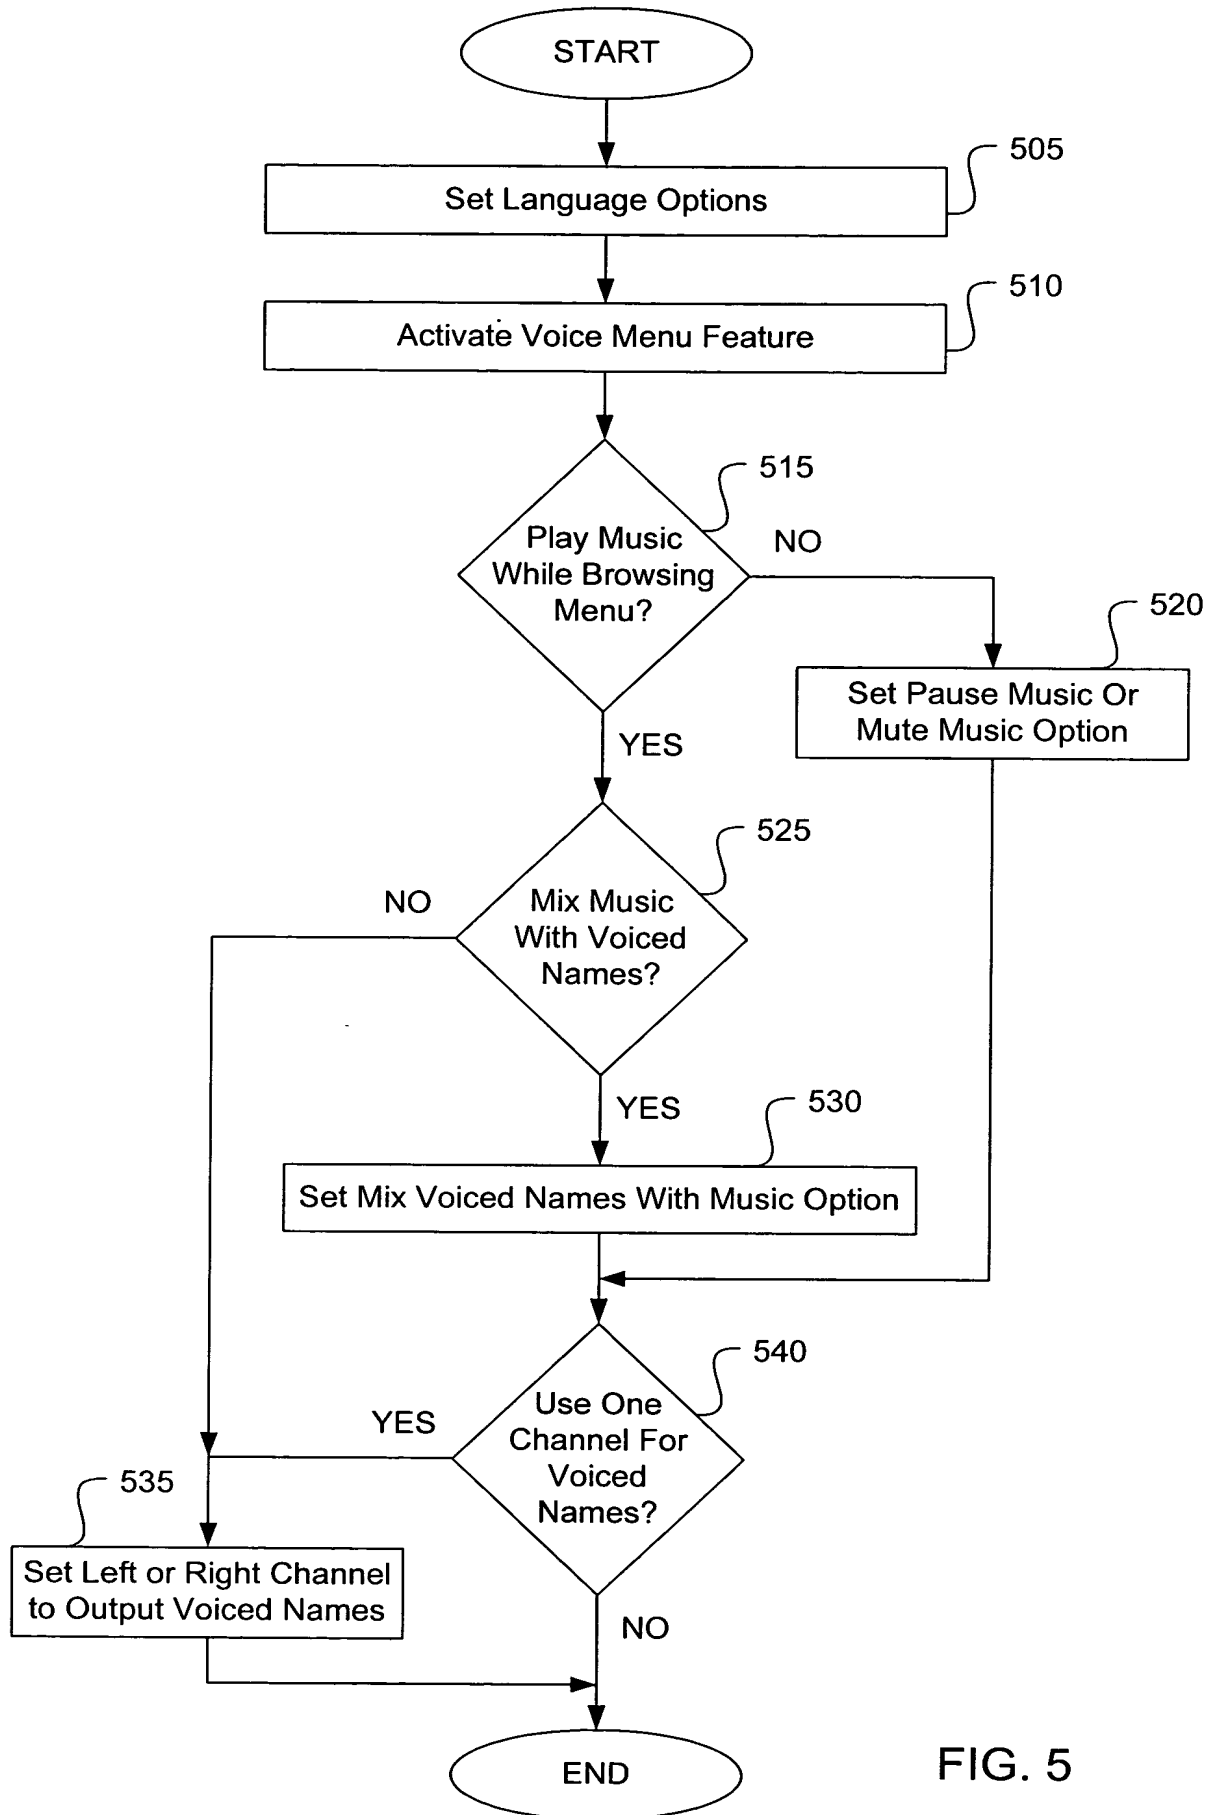 START
505
Set Language Options
510
Activate Voice Menu Feature
515
Play Music
While Browsing
Menu?
NO
520
Set Pause Music Or
Mute Music Option
YES
525
Mix Music
With Voiced
Names?
NO
YES
530
Set Mix Voiced Names With Music Option
540
Use One
Channel For
Voiced
Names?
YES
535
Set Left or Right Channel
to Output Voiced Names
NO
END
FIG. 5